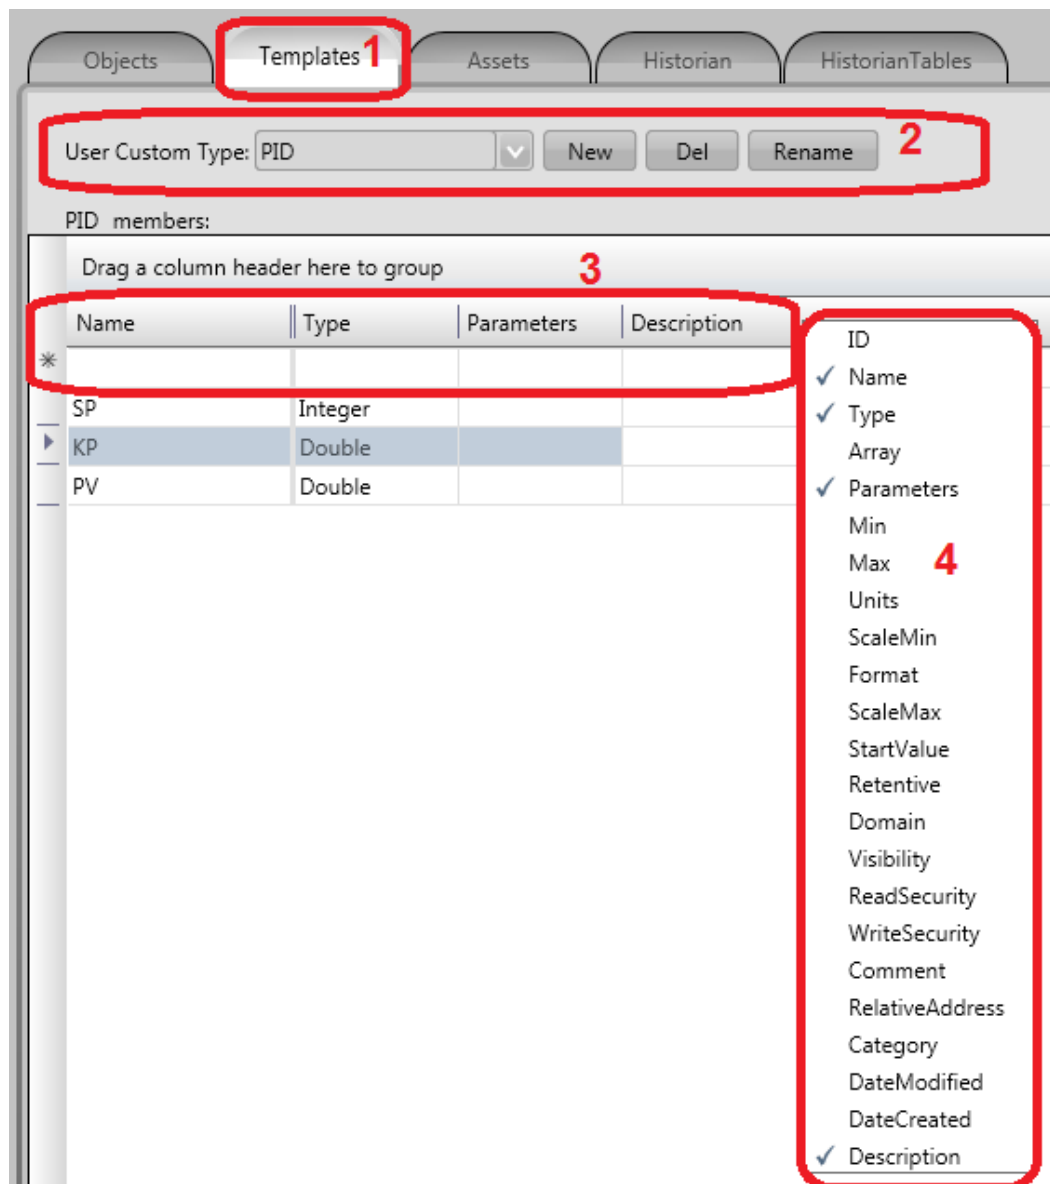 Objects Templates 1 Assets Historian HistorianTables
User Custom Type: PID New Del Rename 2
PID members:
Drag a column header here to group 3
Name Type Parameters Description
SP Integer
KP Double
PV Double
ID
✓ Name
✓ Type
Array
✓ Parameters
Min
Max 4
Units
ScaleMin
Format
ScaleMax
StartValue
Retentive
Domain
Visibility
ReadSecurity
WriteSecurity
Comment
RelativeAddress
Category
DateModified
DateCreated
✓ Description